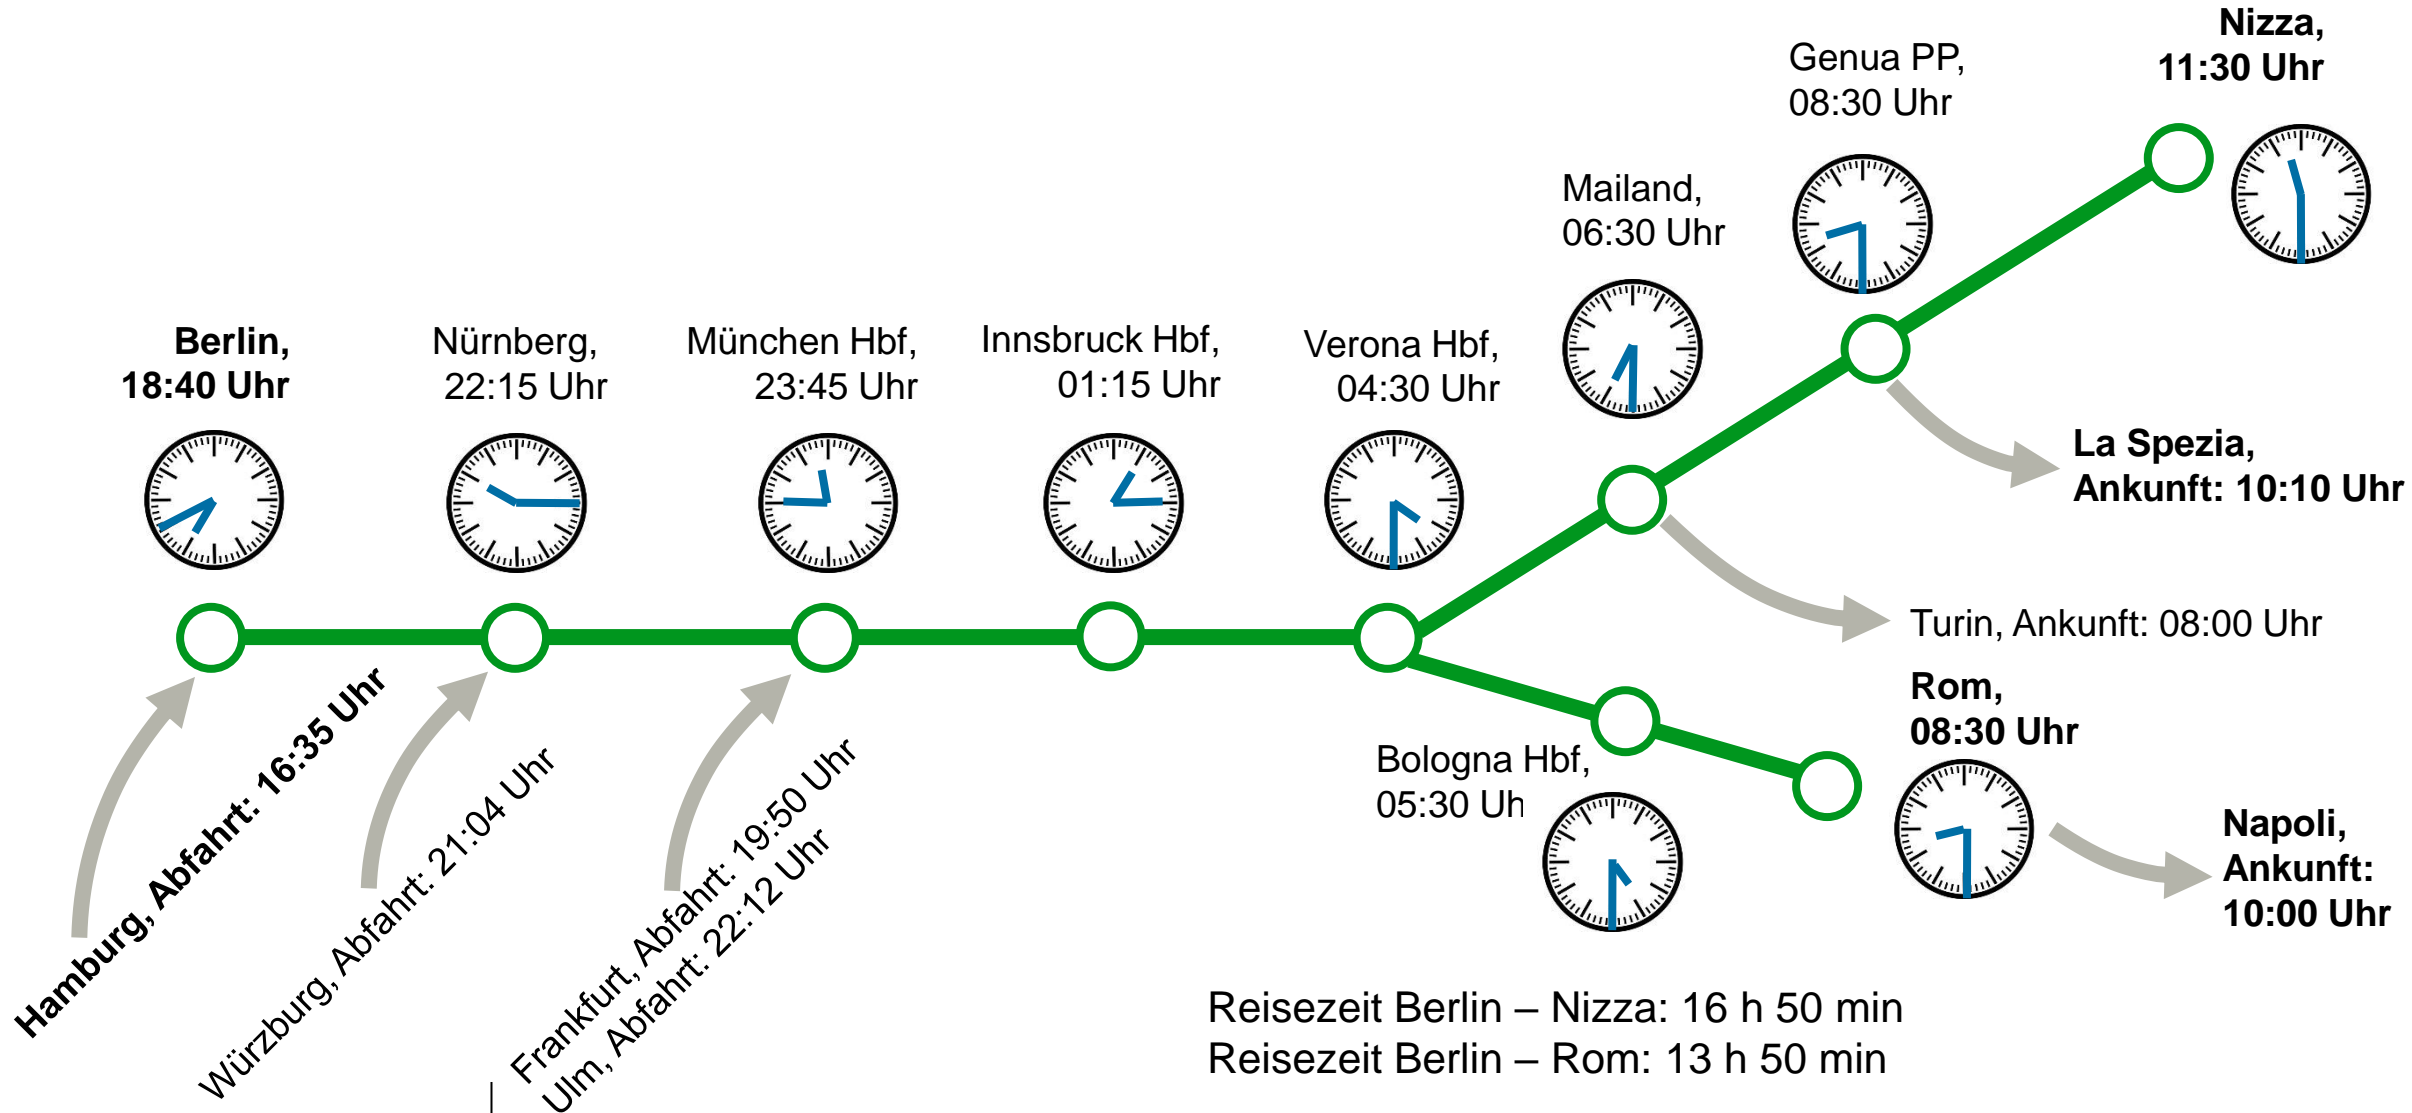 Nizza,
11:30 Uhr
Genua PP,
08:30 Uhr
Mailand,
06:30 Uhr
Berlin,
18:40 Uhr
Nürnberg,
22:15 Uhr
München Hbf,
23:45 Uhr
Innsbruck Hbf,
01:15 Uhr
Verona Hbf,
04:30 Uhr
La Spezia,
Ankunft: 10:10 Uhr
Turin, Ankunft: 08:00 Uhr
Rom,
08:30 Uhr
Bologna Hbf,
05:30 Uh
Napoli,
Ankunft:
10:00 Uhr
Hamburg, Abfahrt: 16:35 Uhr
Würzburg, Abfahrt: 21:04 Uhr
Frankfurt, Abfahrt: 19:50 Uhr
Ulm, Abfahrt: 22:12 Uhr
Reisezeit Berlin – Nizza: 16 h 50 min
Reisezeit Berlin – Rom: 13 h 50 min